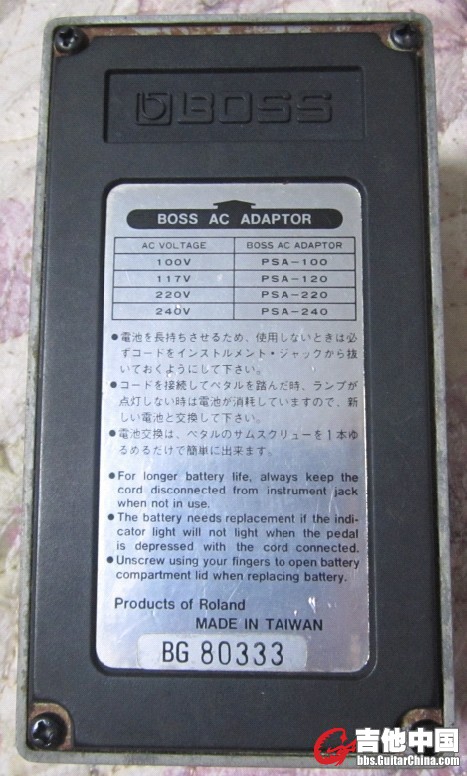 BOSS
BOSS AC ADAPTOR
AC VOLTAGE BOSS AC ADAPTOR
100V PSA-100
117V PSA-120
220V PSA-220
240V PSA-240
●電池を長持ちさせるため、使用しないときは必
ずコードをインストルメント・ジャックから抜
いておくようにして下さい。
●コードを接続してペダルを踏んだ時、ランプが
点灯しない時は電池が消耗していますので、新
しい電池と交換して下さい。
●電池交換は、ペダルのサムスクリューを1本ゆ
るめるだけで簡単に出来ます。
●For longer battery life, always keep the
cord disconnected from instrument jack
when not in use.
●The battery needs replacement if the indi-
cator light will not light when the pedal
is depressed with the cord connected.
●Unscrew using your fingers to open battery
compartment lid when replacing battery.
Products of Roland
MADE IN TAIWAN
BG 80333
吉他中国
bbs.GuitarChina.com